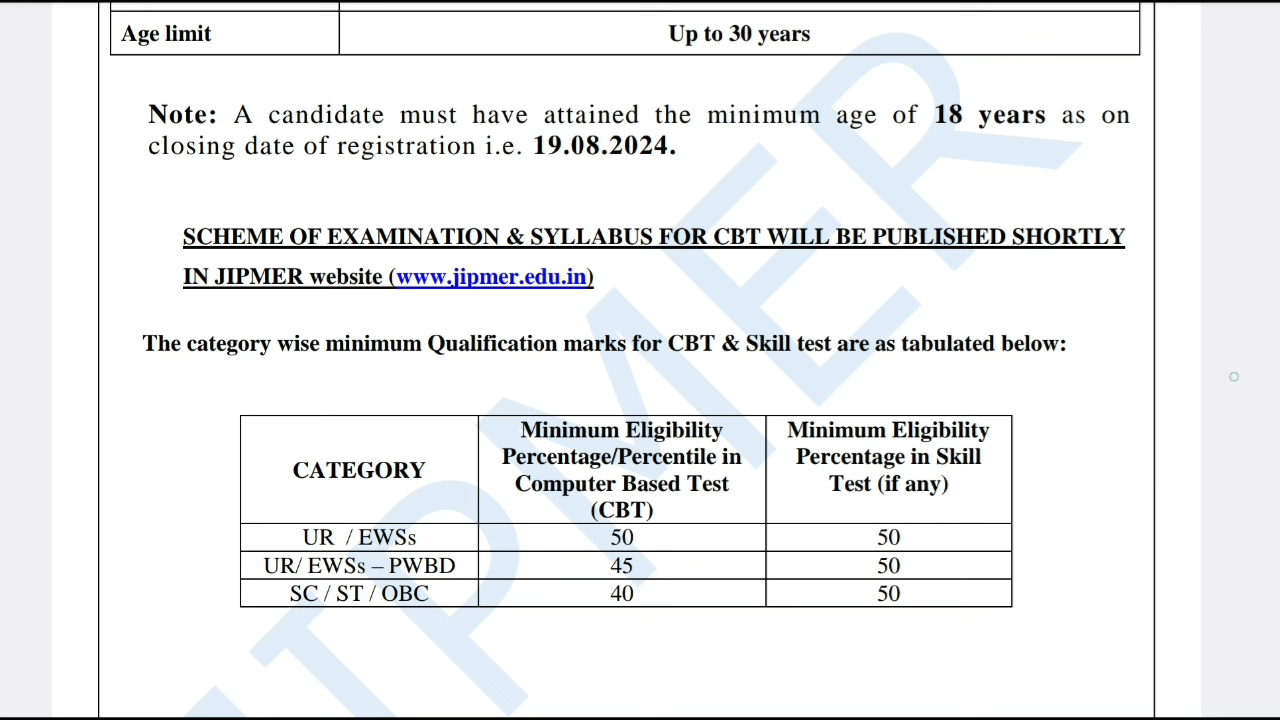 Age limit Up to 30 years
Note: A candidate must have attained the minimum age of 18 years as on
closing date of registration i.e. 19.08.2024.
SCHEME OF EXAMINATION & SYLLABUS FOR CBT WILL BE PUBLISHED SHORTLY
IN JIPMER website (www.jipmer.edu.in)
The category wise minimum Qualification marks for CBT & Skill test are as tabulated below:
CATEGORY
Minimum Eligibility
Percentage/Percentile in
Computer Based Test
(CBT)
Minimum Eligibility
Percentage in Skill
Test (if any)
UR / EWSs 50 50
UR/ EWSs – PWBD 45 50
SC / ST / OBC 40 50
JIPMER